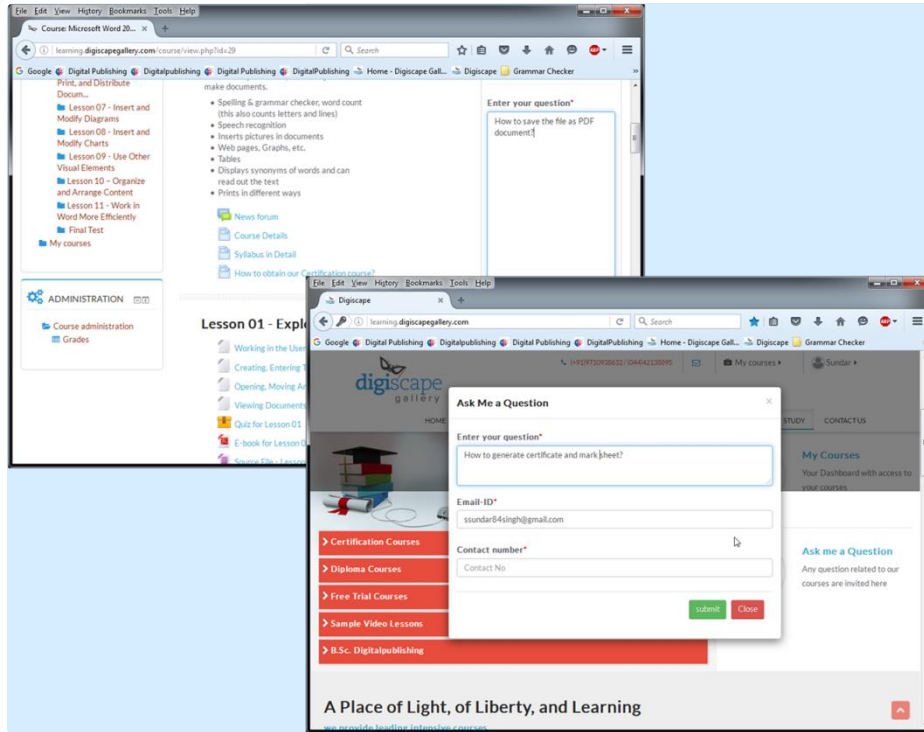 File Edit View History Bookmarks Tools Help
Course: Microsoft Word 20... × +
learning.digiscapegallery.com/course/view.php?id=29
Search
Google Digital Publishing Digitalpublishing Digital Publishing DigitalPublishing Home - Digiscape Gall... Digiscape Grammar Checker »
Print, and Distribute
Docum...
Lesson 07 - Insert and
Modify Diagrams
Lesson 08 - Insert and
Modify Charts
Lesson 09 - Use Other
Visual Elements
Lesson 10 – Organize
and Arrange Content
Lesson 11 - Work in
Word More Efficiently
Final Test
My courses
ADMINISTRATION
Course administration
Grades
make documents.
• Spelling & grammar checker, word count
(this also counts letters and lines)
• Speech recognition
• Inserts pictures in documents
• Web pages, Graphs, etc.
• Tables
• Displays synonyms of words and can
read out the text
• Prints in different ways
News forum
Course Details
Syllabus in Detail
How to obtain our Certification course?
Lesson 01 - Expl
Working in the User
Creating, Entering T
Opening, Moving Ar
Viewing Documents
Quiz for Lesson 01
E-book for Lesson 0
Source File - Lesson
Enter your question*
How to save the file as PDF
document?
File Edit View History Bookmarks Tools Help
Digiscape × +
learning.digiscapegallery.com
Search
Google Digital Publishing Digitalpublishing Digital Publishing DigitalPublishing Home - Digiscape Gall... Digiscape Grammar Checker
digiscape
gallery
My courses
Sundar
HOME
STUDY CONTACT US
Ask Me a Question ×
Enter your question*
How to generate certificate and mark sheet?
Email-ID*
ssundar84singh@gmail.com
Contact number*
Contact No
submit Close
My Courses
Your Dashboard with access to
your courses
Ask me a Question
Any question related to our
courses are invited here
Certification Courses
Diploma Courses
Free Trial Courses
Sample Video Lessons
B.Sc. Digitalpublishing
A Place of Light, of Liberty, and Learning
we provide leading intensive courses